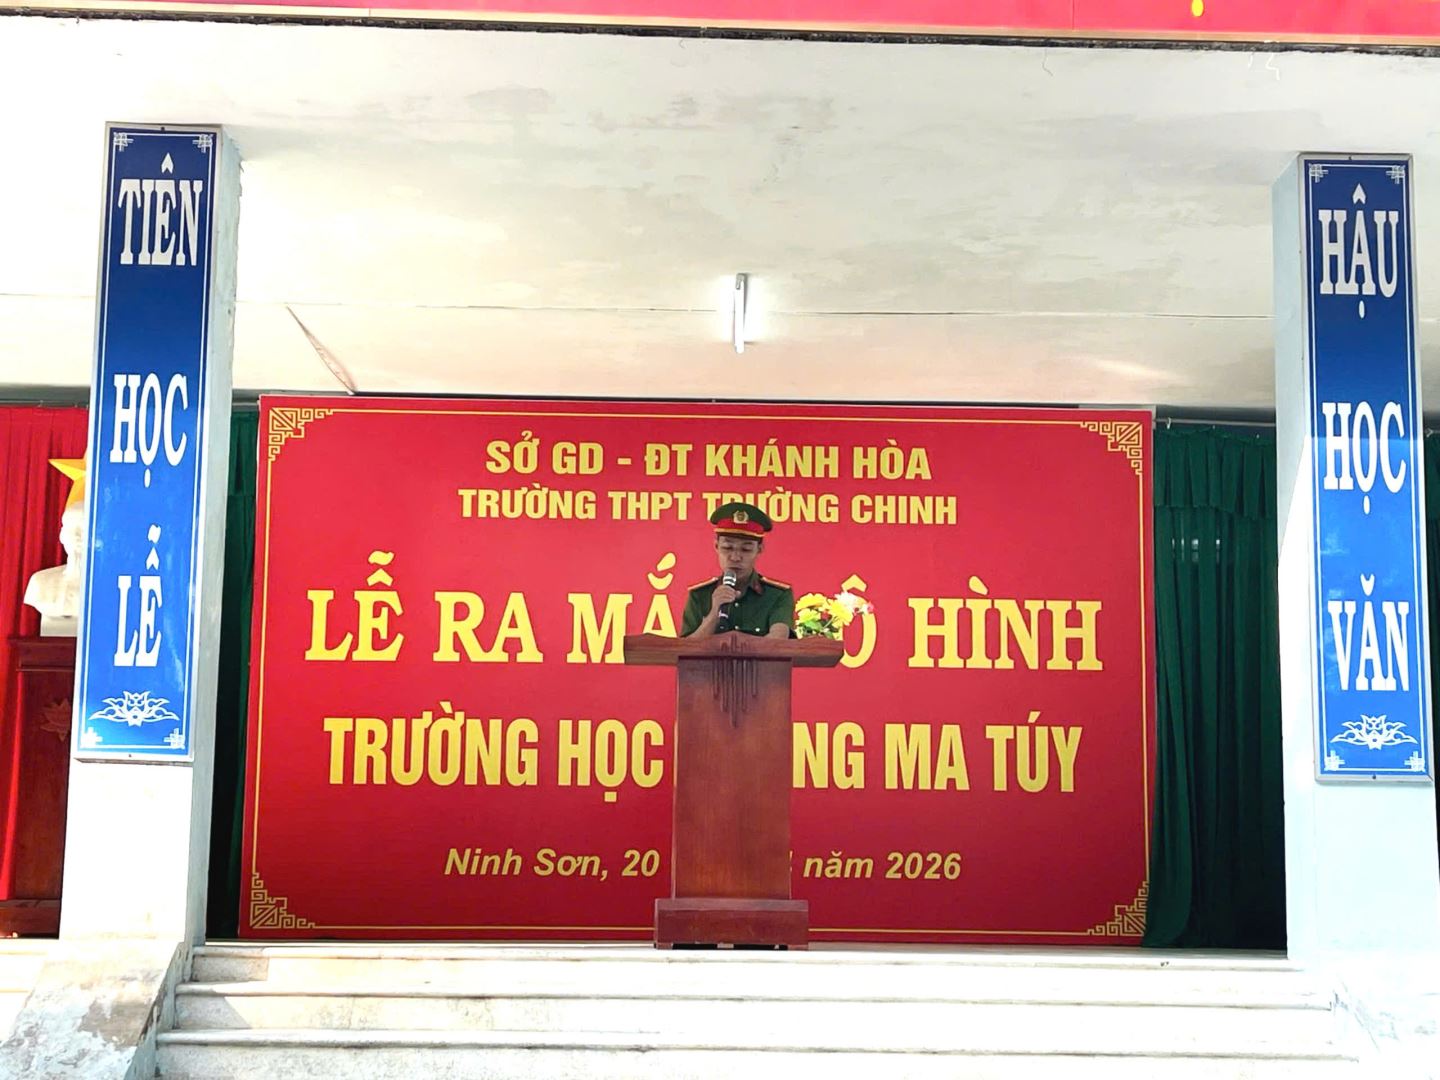 TIÊN
HỌC
LỄ
SỞ GD - ĐT KHÁNH HÒA
TRƯỜNG THPT TRƯỜNG CHINH
LỄ RA MẮ Ô HÌNH
TRƯỜNG HỌC NG MA TÚY
Ninh Sơn, 20 năm 2026
HẬU
HỌC
VĂN